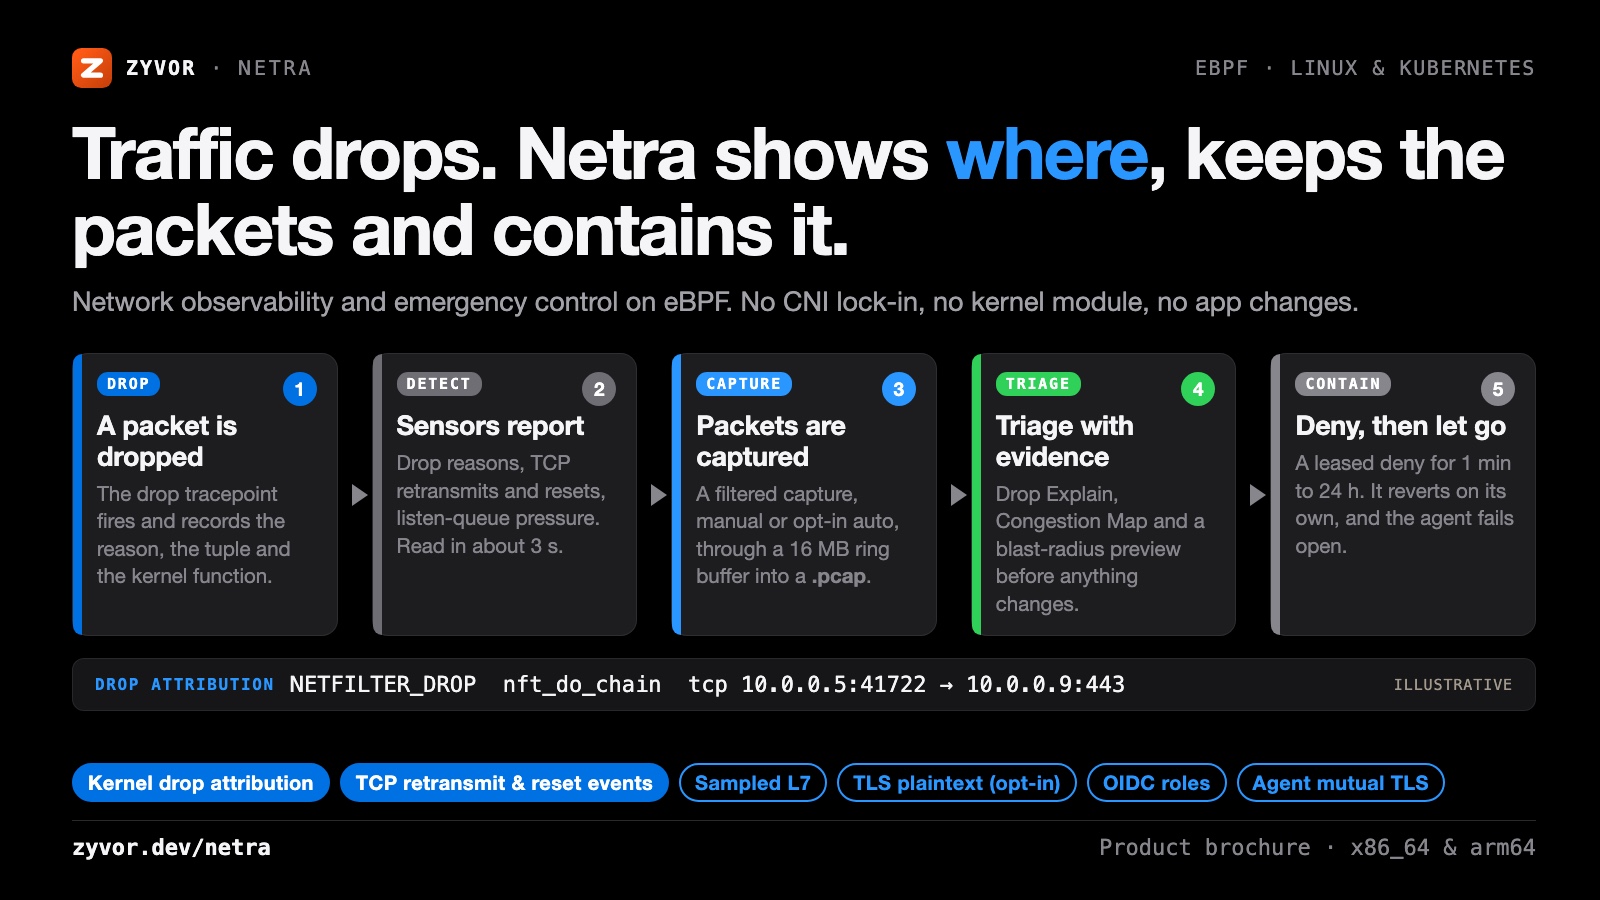 Z ZYVOR · NETRA
EBPF · LINUX & KUBERNETES
Traffic drops. Netra shows where, keeps the
packets and contains it.
Network observability and emergency control on eBPF. No CNI lock-in, no kernel module, no app changes.
DROP 1
A packet is
dropped
The drop tracepoint
fires and records the
reason, the tuple and
the kernel function.
DETECT 2
Sensors report
Drop reasons, TCP
retransmits and resets,
listen-queue pressure.
Read in about 3 s.
CAPTURE 3
Packets are
captured
A filtered capture,
manual or opt-in auto,
through a 16 MB ring
buffer into a .pcap.
TRIAGE 4
Triage with
evidence
Drop Explain,
Congestion Map and a
blast-radius preview
before anything
changes.
CONTAIN 5
Deny, then let go
A leased deny for 1 min
to 24 h. It reverts on its
own, and the agent fails
open.
DROP ATTRIBUTION NETFILTER_DROP nft_do_chain tcp 10.0.0.5:41722 → 10.0.0.9:443 ILLUSTRATIVE
Kernel drop attribution TCP retransmit & reset events Sampled L7 TLS plaintext (opt-in) OIDC roles Agent mutual TLS
zyvor.dev/netra
Product brochure · x86_64 & arm64